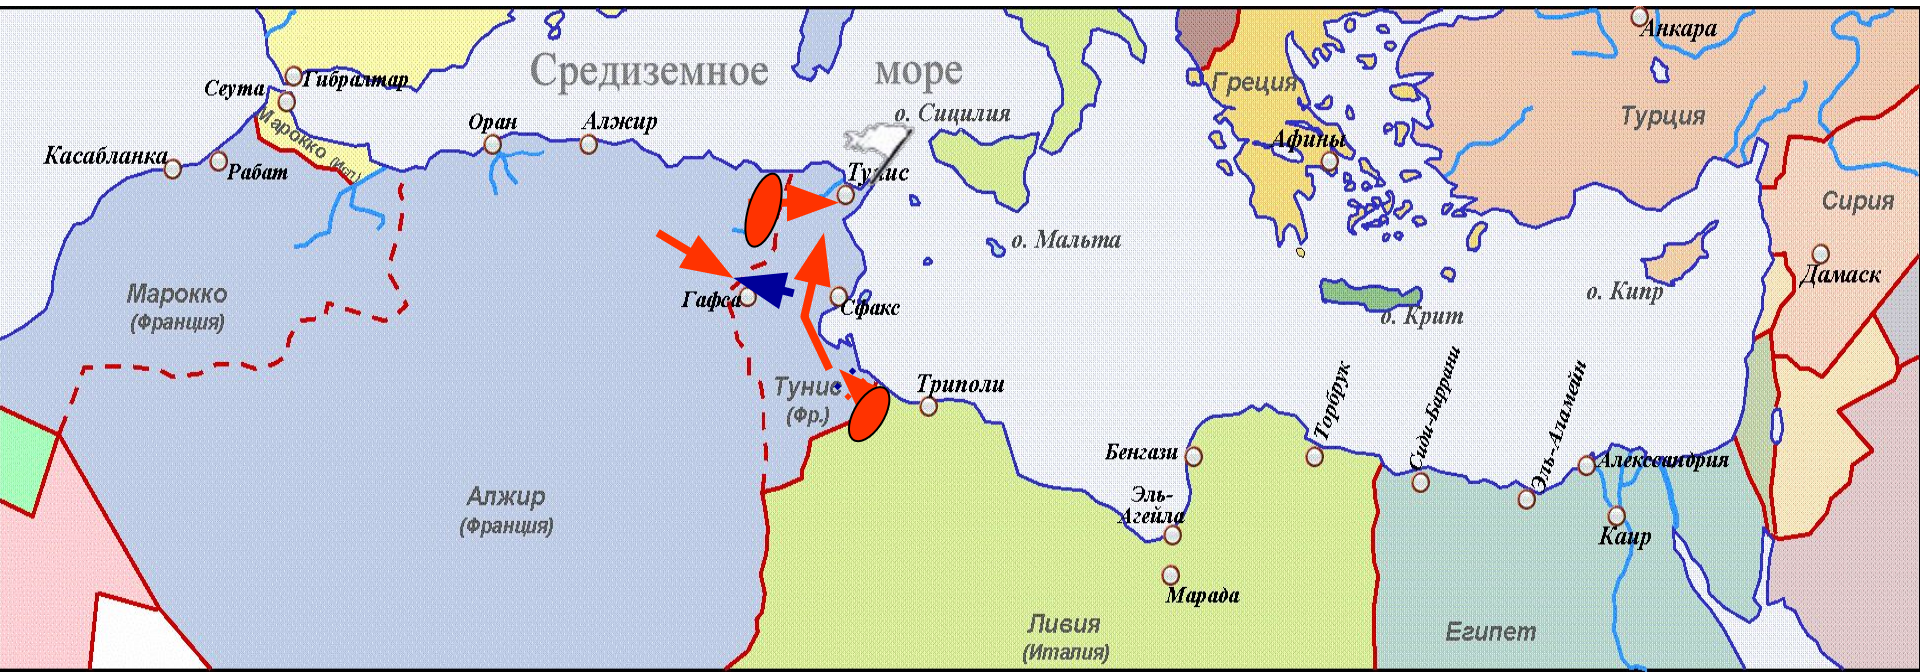 Анкара
Гибралтар
Сеута
Средиземное море
Греция
о. Сицилия
Турция
Марокко
(Исп.)
Оран
Алжир
Афины
Касабланка
Рабат
Тунис
Сирия
о. Мальта
Дамаск
Марокко
(Франция)
Гафса
Сфакс
о. Кипр
о. Крит
Тунис
(Фр.)
Триполи
Торбрук
Сиди-Баррани
Эль-Аламейн
Бенгази
Александрия
Алжир
(Франция)
Эль-
Агейла
Каир
Марада
Ливия
(Италия)
Египет